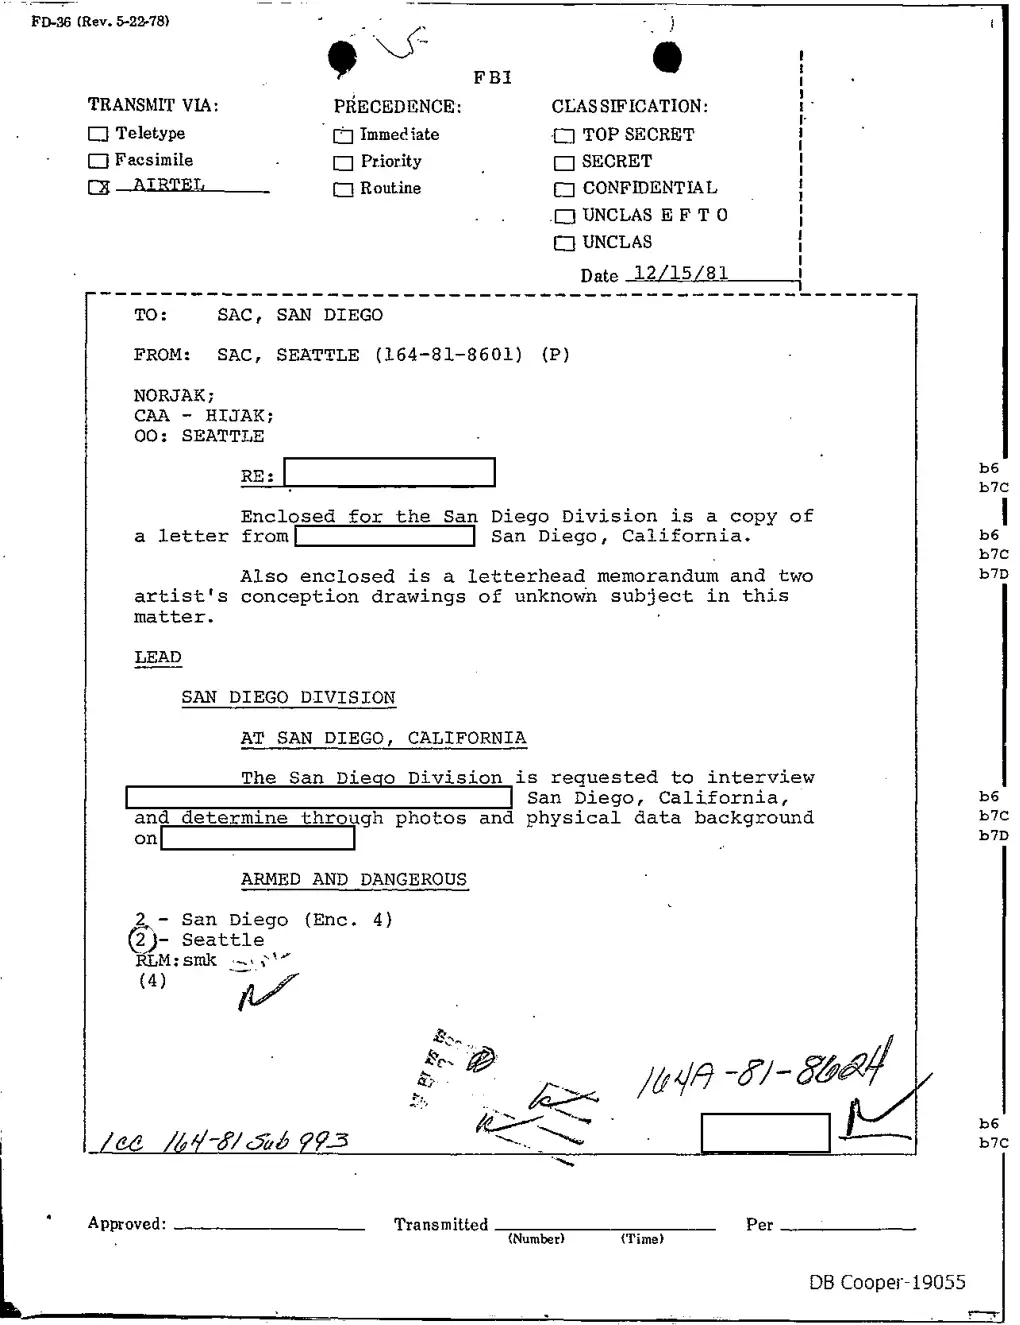 FD-36 (Rev. 5-22-78)
FBI
TRANSMIT VIA:
Teletype
Facsimile
AIRTEL
PRECEDENCE:
Immediate
Priority
Routine
CLASSIFICATION:
TOP SECRET
SECRET
CONFIDENTIAL
UNCLAS E F T O
UNCLAS
Date 12/15/81
TO: SAC, SAN DIEGO
FROM: SAC, SEATTLE (164-81-8601) (P)
NORJAK;
CAA - HIJAK;
OO: SEATTLE
RE:
b6
b7C
Enclosed for the San Diego Division is a copy of
a letter from San Diego, California.
b6
b7C
b7D
Also enclosed is a letterhead memorandum and two
artist's conception drawings of unknown subject in this
matter.
LEAD
SAN DIEGO DIVISION
AT SAN DIEGO, CALIFORNIA
The San Diego Division is requested to interview
San Diego, California,
and determine through photos and physical data background
on
b6
b7C
b7D
ARMED AND DANGEROUS
2 - San Diego (Enc. 4)
2 - Seattle
RLM:smk
(4)
164A-81-8624
1cc 164-81 Sub 993
b6
b7C
Approved: Transmitted Per
(Number) (Time)
DB Cooper-19055